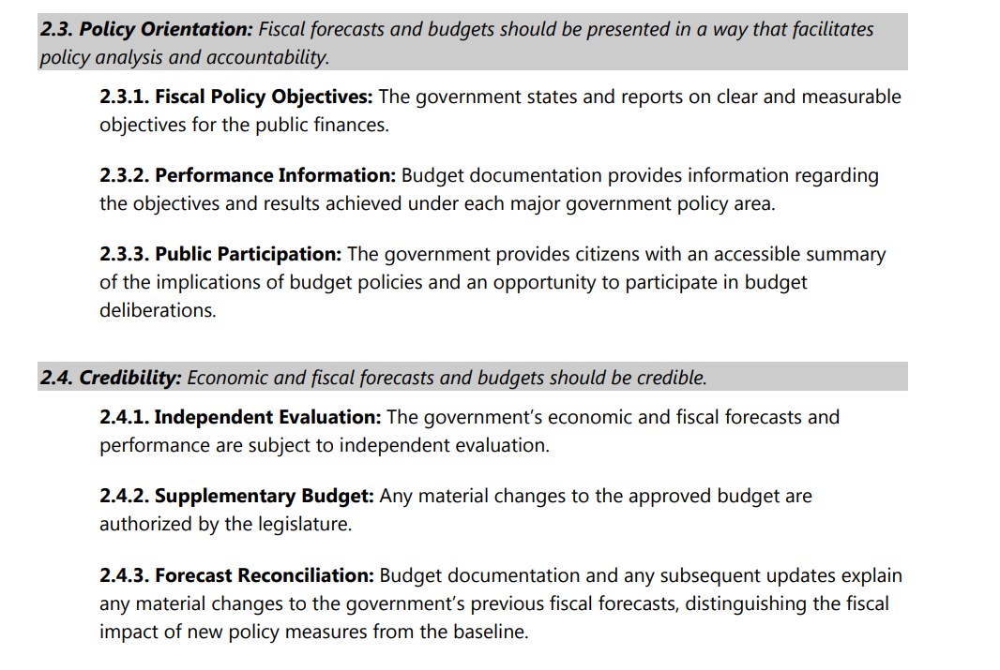 2.3. Policy Orientation: Fiscal forecasts and budgets should be presented in a way that facilitates
policy analysis and accountability.
2.3.1. Fiscal Policy Objectives: The government states and reports on clear and measurable
objectives for the public finances.
2.3.2. Performance Information: Budget documentation provides information regarding
the objectives and results achieved under each major government policy area.
2.3.3. Public Participation: The government provides citizens with an accessible summary
of the implications of budget policies and an opportunity to participate in budget
deliberations.
2.4. Credibility: Economic and fiscal forecasts and budgets should be credible.
2.4.1. Independent Evaluation: The government’s economic and fiscal forecasts and
performance are subject to independent evaluation.
2.4.2. Supplementary Budget: Any material changes to the approved budget are
authorized by the legislature.
2.4.3. Forecast Reconciliation: Budget documentation and any subsequent updates explain
any material changes to the government’s previous fiscal forecasts, distinguishing the fiscal
impact of new policy measures from the baseline.